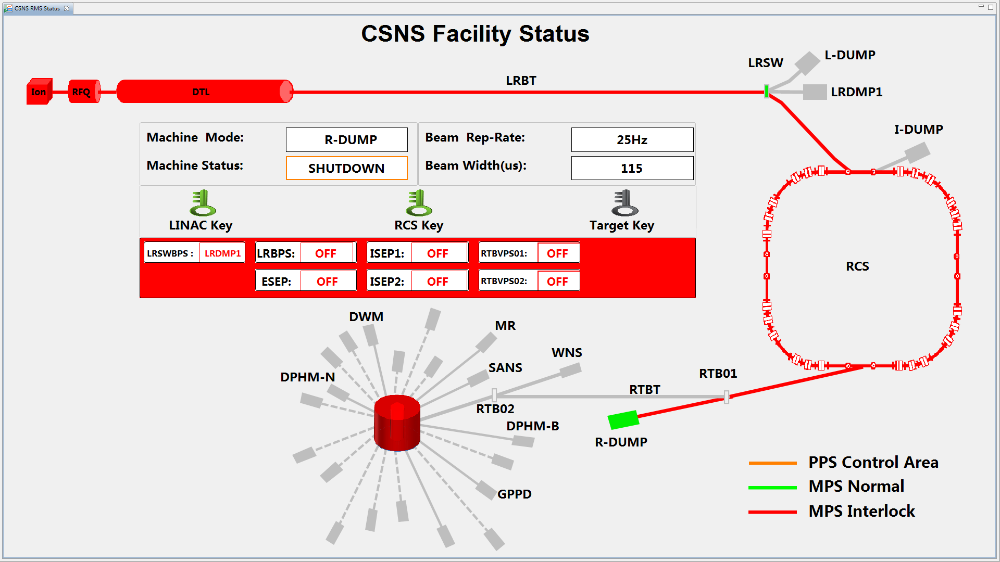 CSNS RMS Status
CSNS Facility Status
L-DUMP
LRSW
LRBT
Ion
RFQ
DTL
LRDMP1
I-DUMP
Machine Mode: R-DUMP
Beam Rep-Rate: 25Hz
Machine Status: SHUTDOWN
Beam Width(us): 115
LINAC Key
RCS Key
Target Key
LRSWBPS : LRDMP1
LRBPS: OFF
ISEP1: OFF
RTBVPS01: OFF
ESEP: OFF
ISEP2: OFF
RTBVPS02: OFF
RCS
DWM
MR
WNS
SANS
DPHM-N
RTB01
RTBT
RTB02
DPHM-B
R-DUMP
GPPD
PPS Control Area
MPS Normal
MPS Interlock